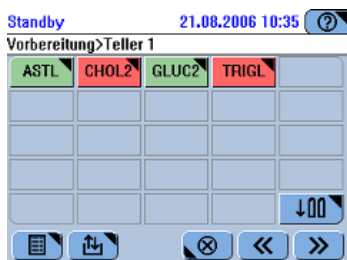 Standby 21.08.2006 10:35
Vorbereitung>Teller 1
ASTL CHOL2 GLUC2 TRIGL